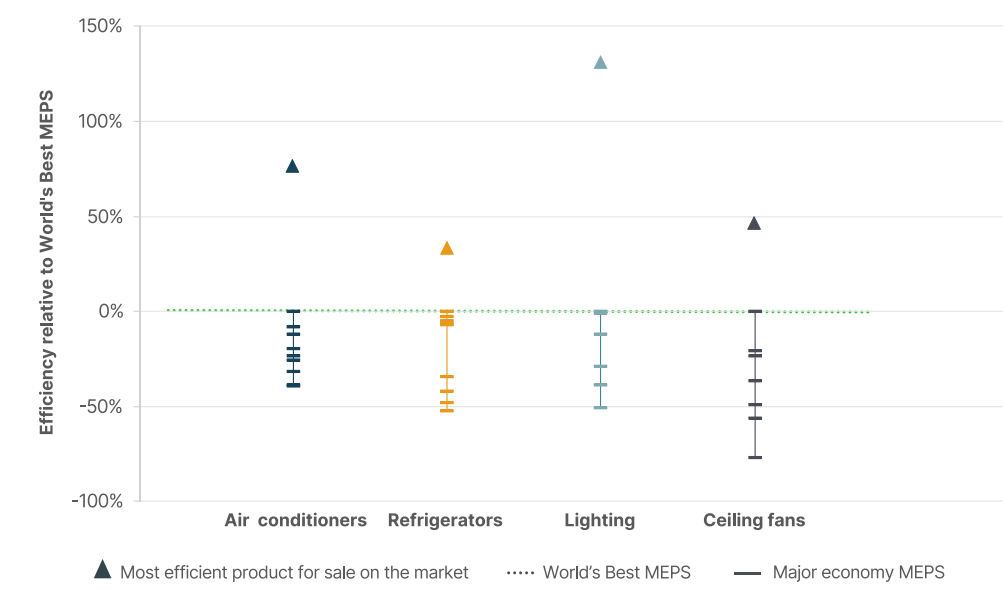 Efficiency relative to World's Best MEPS
150%
100%
50%
0%
-50%
-100%
Air conditioners Refrigerators Lighting Ceiling fans
Most efficient product for sale on the market World's Best MEPS Major economy MEPS